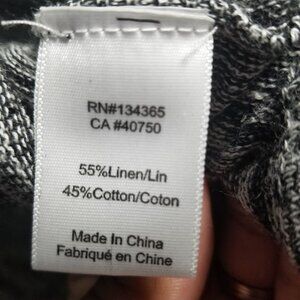 RN#134365
CA #40750
55%Linen/Lin
45%Cotton/Coton
Made In China
Fabriqué en Chine